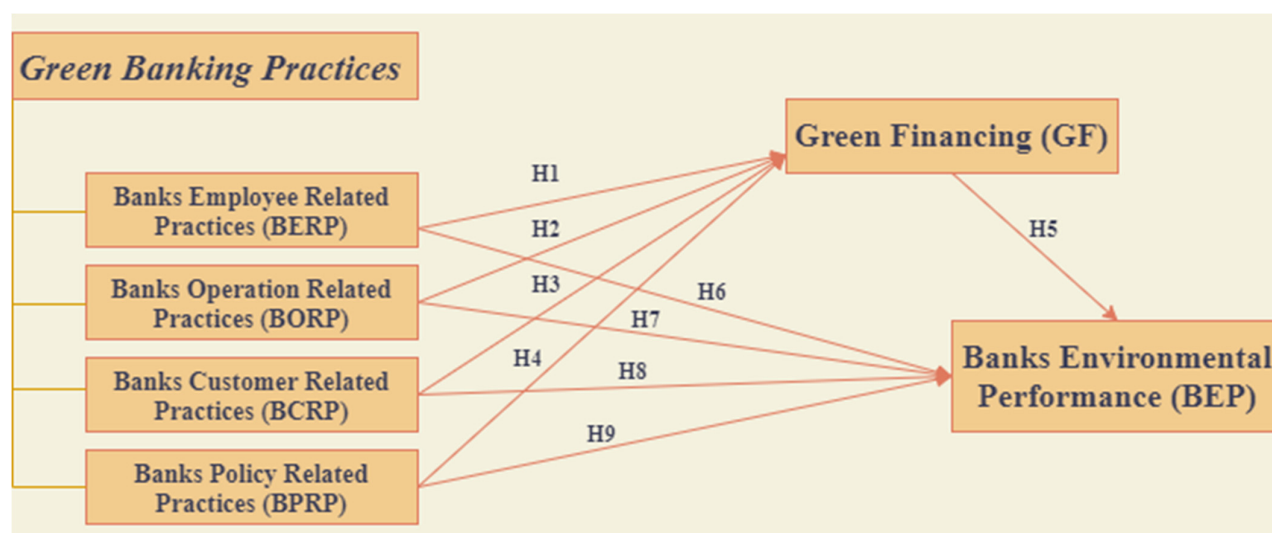 Green Banking Practices
Green Financing (GF)
Banks Employee Related
Practices (BERP)
H1
H2
H5
Banks Operation Related
Practices (BORP)
H3
H6
H7
Banks Customer Related
Practices (BCRP)
H4
H8
Banks Environmental
Performance (BEP)
H9
Banks Policy Related
Practices (BPRP)